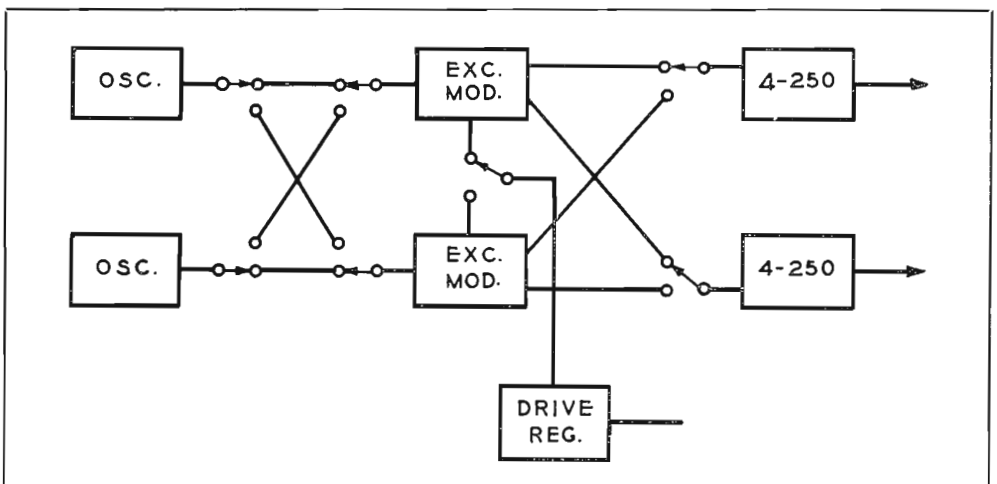 OSC.
EXC.
MOD.
4-250
OSC.
EXC.
MOD.
4-250
DRIVE
REG.